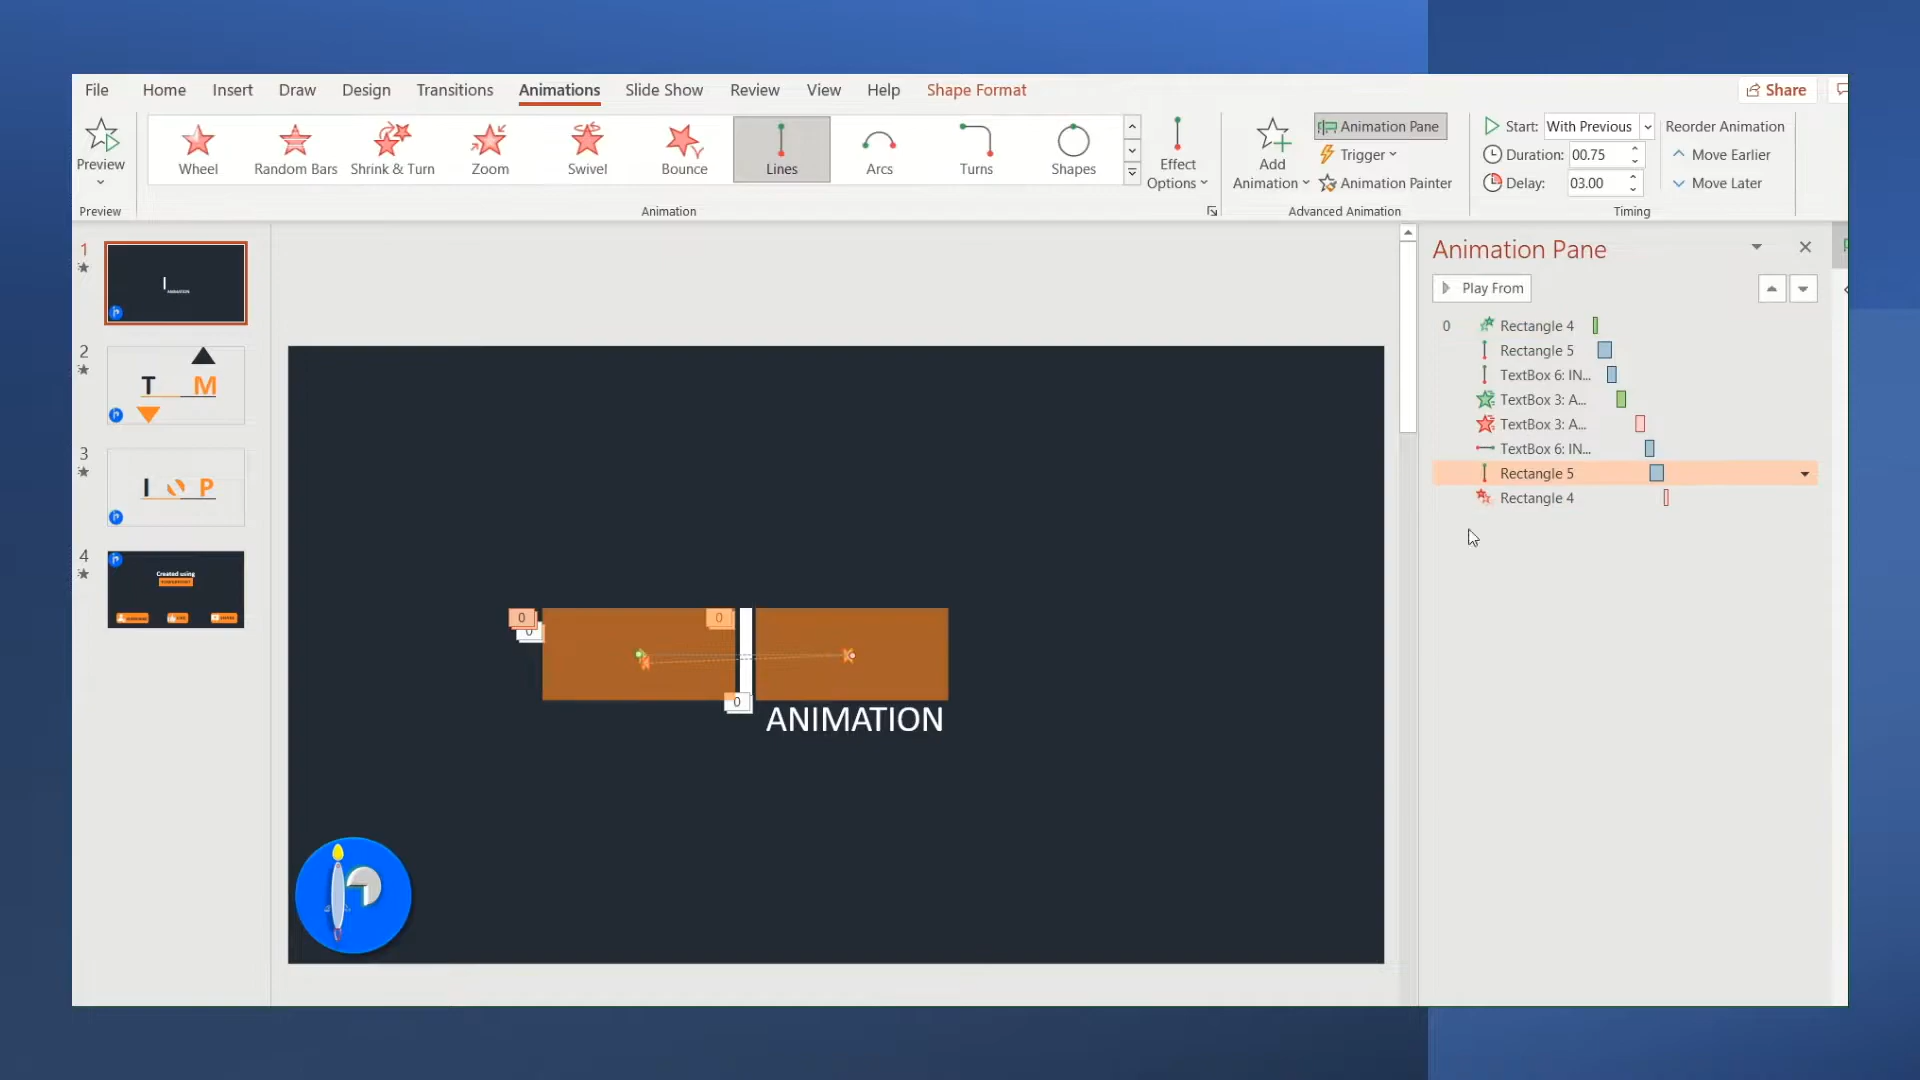 File Home Insert Draw Design Transitions Animations Slide Show Review View Help Shape Format Share
Preview
Wheel Random Bars Shrink & Turn Zoom Swivel Bounce Lines Arcs Turns Shapes
Effect Options
Add Animation
Animation Pane
Trigger
Animation Painter
Start: With Previous
Duration: 00.75
Delay: 03.00
Reorder Animation
Move Earlier
Move Later
Preview Animation Advanced Animation Timing
1
ANIMATION
2
T M
3
I P
4
Created using
0 0
0
0
ANIMATION
Animation Pane
Play From
0 Rectangle 4
Rectangle 5
TextBox 6: IN...
TextBox 3: A...
TextBox 3: A...
TextBox 6: IN...
Rectangle 5
Rectangle 4